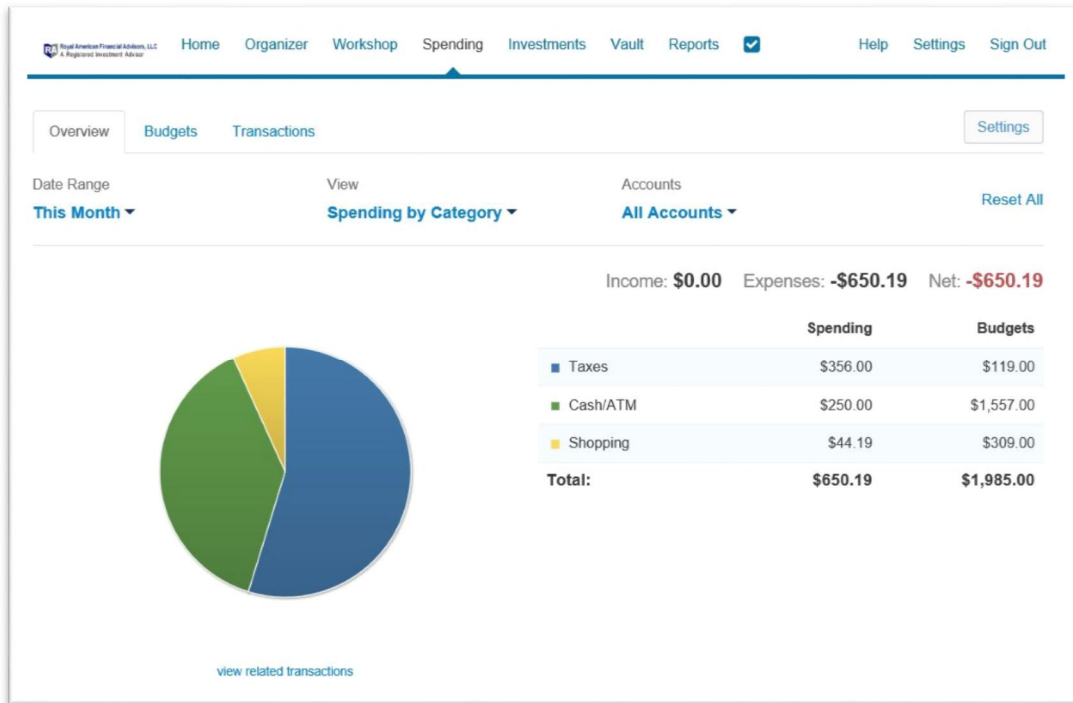 RA Royal American Financial Advisors, LLC
A Registered Investment Advisor
Home Organizer Workshop Spending Investments Vault Reports Help Settings Sign Out
Overview Budgets Transactions Settings
Date Range View Accounts
This Month Spending by Category All Accounts Reset All
Income: $0.00 Expenses: -$650.19 Net: -$650.19
Spending Budgets
Taxes $356.00 $119.00
Cash/ATM $250.00 $1,557.00
Shopping $44.19 $309.00
Total: $650.19 $1,985.00
view related transactions